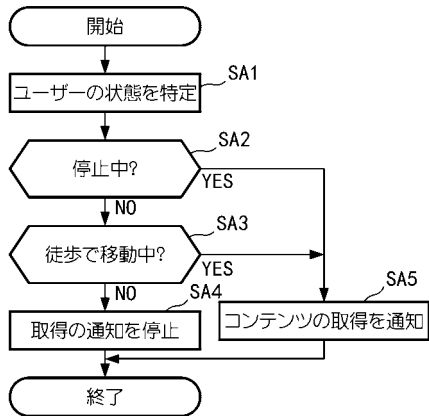 開始
SA1
ユーザーの状態を特定
SA2
停止中?
YES
NO
SA3
徒歩で移動中?
YES
NO
SA4
SA5
取得の通知を停止
コンテンツの取得を通知
終了